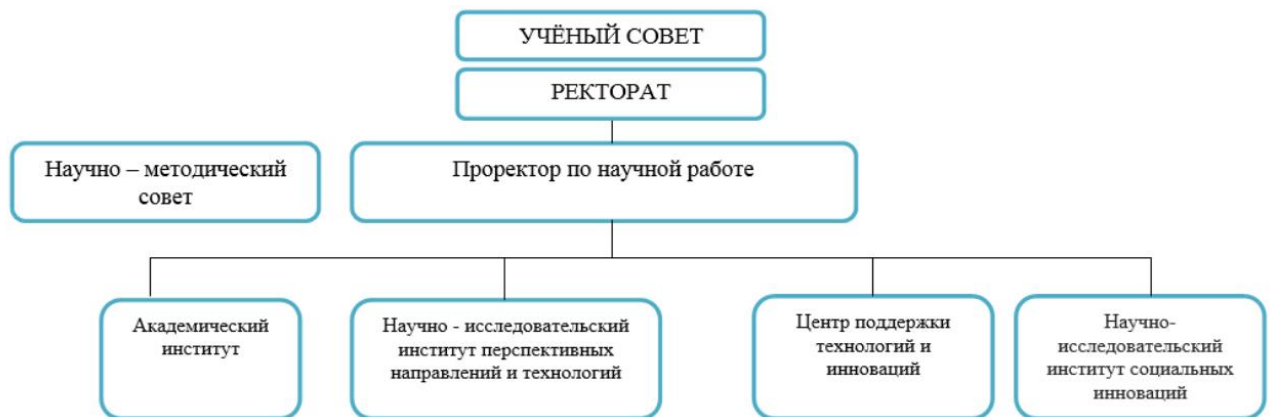 УЧЁНЫЙ СОВЕТ
РЕКТОРАТ
Научно – методический
совет
Проректор по научной работе
Академический
институт
Научно - исследовательский
институт перспективных
направлений и технологий
Центр поддержки
технологий и
инноваций
Научно-
исследовательский
институт социальных
инноваций